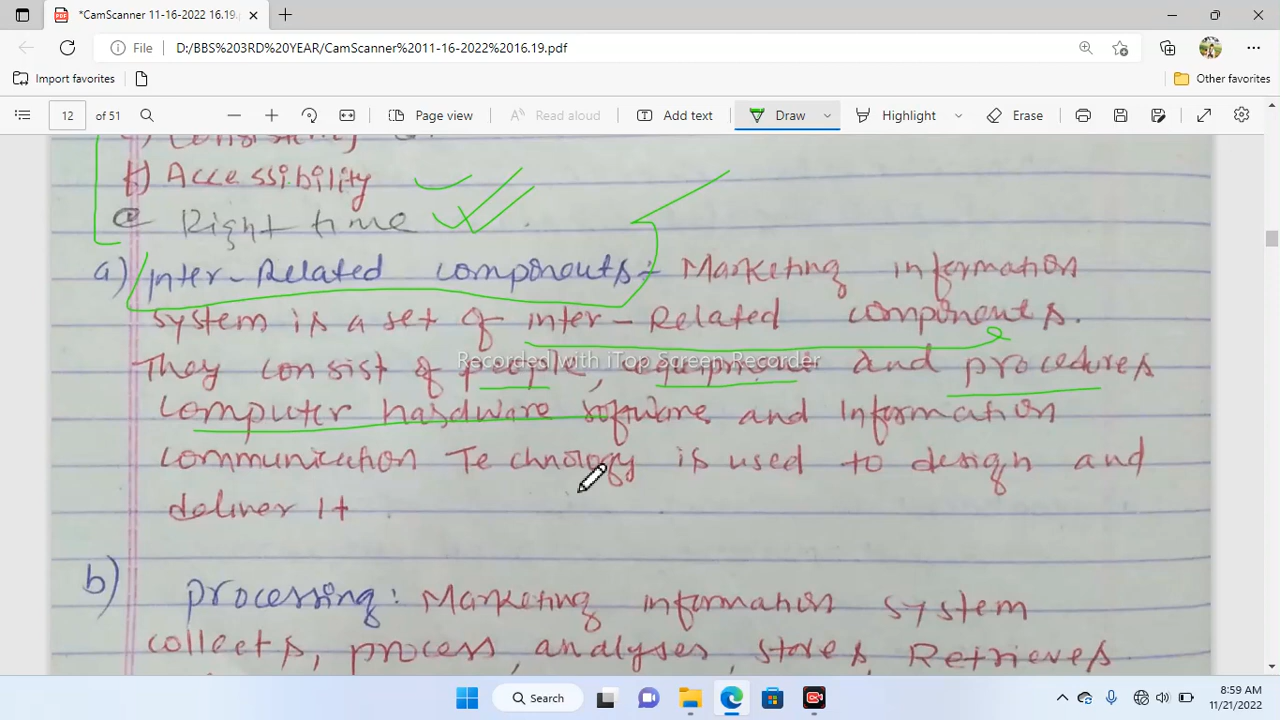 *CamScanner 11-16-2022 16.19.p
File D:/BBS%203RD%20YEAR/CamScanner%2011-16-2022%2016.19.pdf
Import favorites
Other favorites
12 of 51
Page view
Read aloud
Add text
Draw
Highlight
Erase
f) Accessibility
Right time
a) Inter-Related components:- Marketing information
system is a set of inter-Related components.
Recorded with iTop Screen Recorder
They consist of people, equipment and procedures
computer hardware software and Information
communication Technology is used to design and
deliver It.
b) processing: Marketing information system
collects, process, analyses, stores, Retrieves
Search
8:59 AM
11/21/2022